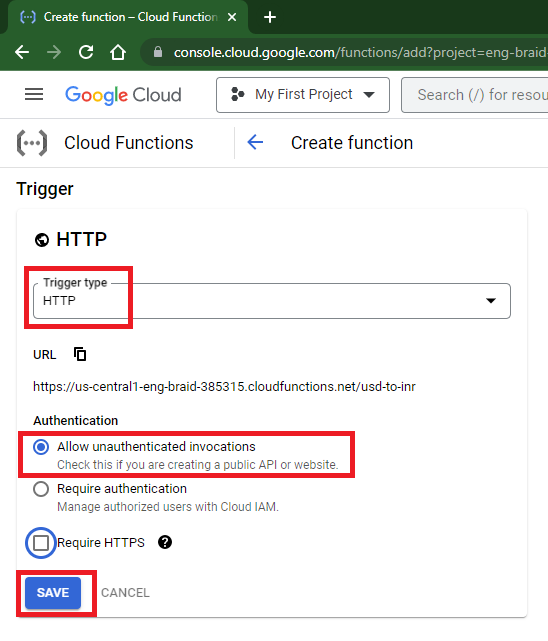 Create function – Cloud Function
console.cloud.google.com/functions/add?project=eng-braid-
Google Cloud
My First Project
Search (/) for resou
Cloud Functions
Create function
Trigger
HTTP
Trigger type
HTTP
URL
https://us-central1-eng-braid-385315.cloudfunctions.net/usd-to-inr
Authentication
Allow unauthenticated invocations
Check this if you are creating a public API or website.
Require authentication
Manage authorized users with Cloud IAM.
Require HTTPS
SAVE CANCEL